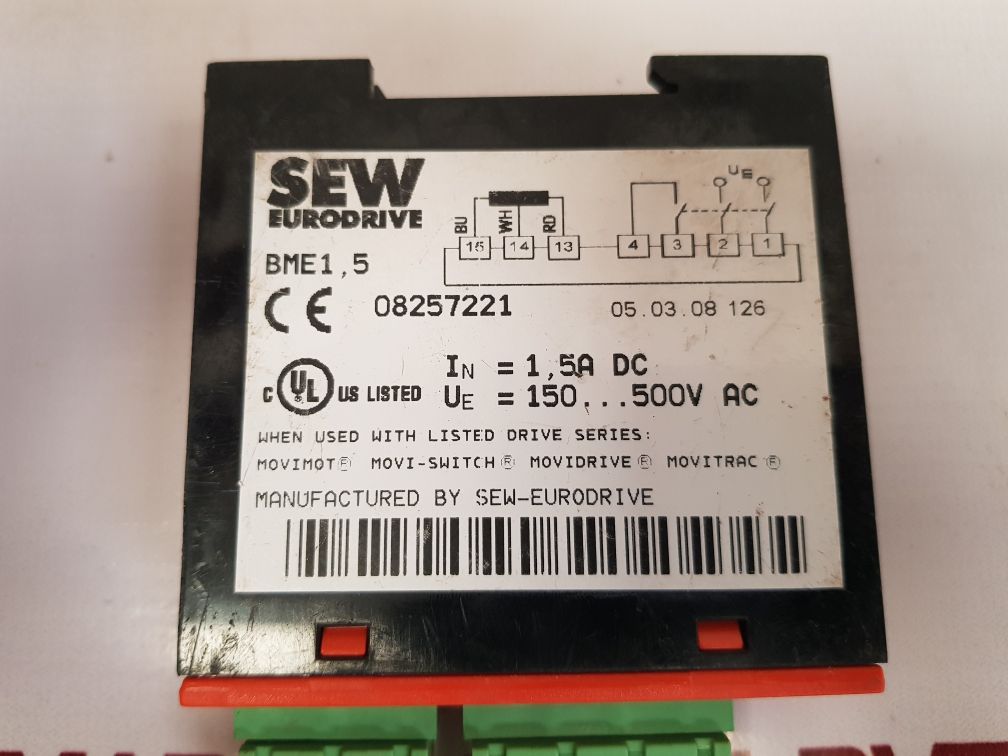 SEW
EURODRIVE
UE
BU WH RD
15 14 13 4 3 2 1
BME1,5
CE 08257221 05.03.08 126
C UL US LISTED
IN = 1,5A DC
UE = 150...500V AC
WHEN USED WITH LISTED DRIVE SERIES:
MOVIMOT® MOVI-SWITCH® MOVIDRIVE® MOVITRAC®
MANUFACTURED BY SEW-EURODRIVE